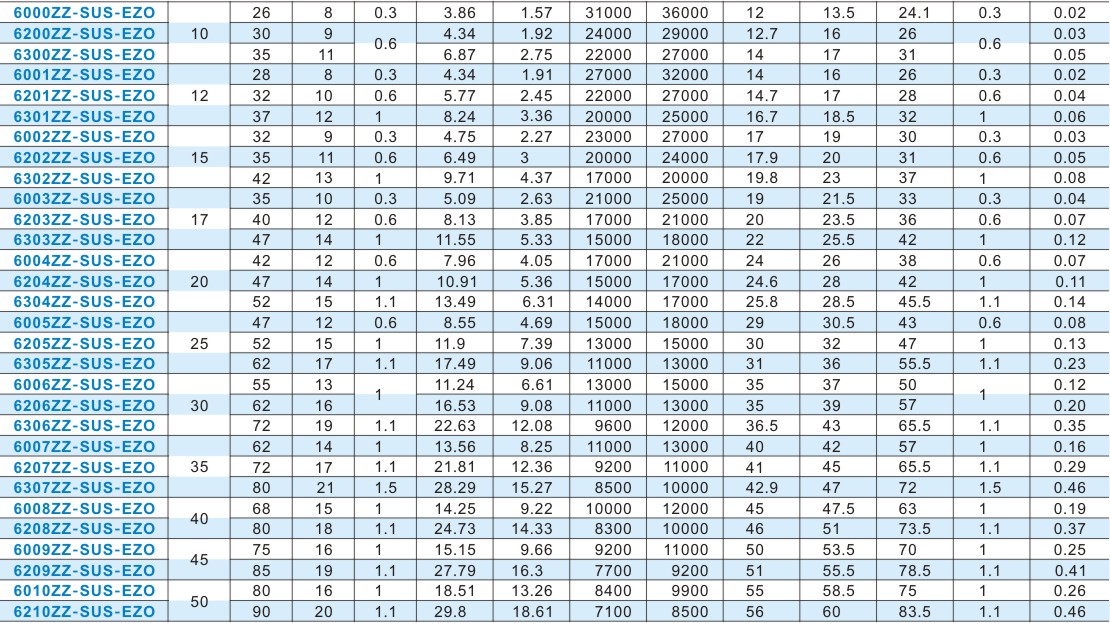 6000ZZ-SUS-EZO 26 8 0.3 3.86 1.57 31000 36000 12 13.5 24.1 0.3 0.02
6200ZZ-SUS-EZO 10 30 9 0.6 4.34 1.92 24000 29000 12.7 16 26 0.6 0.03
6300ZZ-SUS-EZO 35 11 6.87 2.75 22000 27000 14 17 31 0.05
6001ZZ-SUS-EZO 28 8 0.3 4.34 1.91 27000 32000 14 16 26 0.3 0.02
6201ZZ-SUS-EZO 12 32 10 0.6 5.77 2.45 22000 27000 14.7 17 28 0.6 0.04
6301ZZ-SUS-EZO 37 12 1 8.24 3.36 20000 25000 16.7 18.5 32 1 0.06
6002ZZ-SUS-EZO 32 9 0.3 4.75 2.27 23000 27000 17 19 30 0.3 0.03
6202ZZ-SUS-EZO 15 35 11 0.6 6.49 3 20000 24000 17.9 20 31 0.6 0.05
6302ZZ-SUS-EZO 42 13 1 9.71 4.37 17000 20000 19.8 23 37 1 0.08
6003ZZ-SUS-EZO 35 10 0.3 5.09 2.63 21000 25000 19 21.5 33 0.3 0.04
6203ZZ-SUS-EZO 17 40 12 0.6 8.13 3.85 17000 21000 20 23.5 36 0.6 0.07
6303ZZ-SUS-EZO 47 14 1 11.55 5.33 15000 18000 22 25.5 42 1 0.12
6004ZZ-SUS-EZO 42 12 0.6 7.96 4.05 17000 21000 24 26 38 0.6 0.07
6204ZZ-SUS-EZO 20 47 14 1 10.91 5.36 15000 17000 24.6 28 42 1 0.11
6304ZZ-SUS-EZO 52 15 1.1 13.49 6.31 14000 17000 25.8 28.5 45.5 1.1 0.14
6005ZZ-SUS-EZO 47 12 0.6 8.55 4.69 15000 18000 29 30.5 43 0.6 0.08
6205ZZ-SUS-EZO 25 52 15 1 11.9 7.39 13000 15000 30 32 47 1 0.13
6305ZZ-SUS-EZO 62 17 1.1 17.49 9.06 11000 13000 31 36 55.5 1.1 0.23
6006ZZ-SUS-EZO 55 13 1 11.24 6.61 13000 15000 35 37 50 1 0.12
6206ZZ-SUS-EZO 30 62 16 16.53 9.08 11000 13000 35 39 57 0.20
6306ZZ-SUS-EZO 72 19 1.1 22.63 12.08 9600 12000 36.5 43 65.5 1.1 0.35
6007ZZ-SUS-EZO 62 14 1 13.56 8.25 11000 13000 40 42 57 1 0.16
6207ZZ-SUS-EZO 35 72 17 1.1 21.81 12.36 9200 11000 41 45 65.5 1.1 0.29
6307ZZ-SUS-EZO 80 21 1.5 28.29 15.27 8500 10000 42.9 47 72 1.5 0.46
6008ZZ-SUS-EZO 40 68 15 1 14.25 9.22 10000 12000 45 47.5 63 1 0.19
6208ZZ-SUS-EZO 80 18 1.1 24.73 14.33 8300 10000 46 51 73.5 1.1 0.37
6009ZZ-SUS-EZO 45 75 16 1 15.15 9.66 9200 11000 50 53.5 70 1 0.25
6209ZZ-SUS-EZO 85 19 1.1 27.79 16.3 7700 9200 51 55.5 78.5 1.1 0.41
6010ZZ-SUS-EZO 50 80 16 1 18.51 13.26 8400 9900 55 58.5 75 1 0.26
6210ZZ-SUS-EZO 90 20 1.1 29.8 18.61 7100 8500 56 60 83.5 1.1 0.46